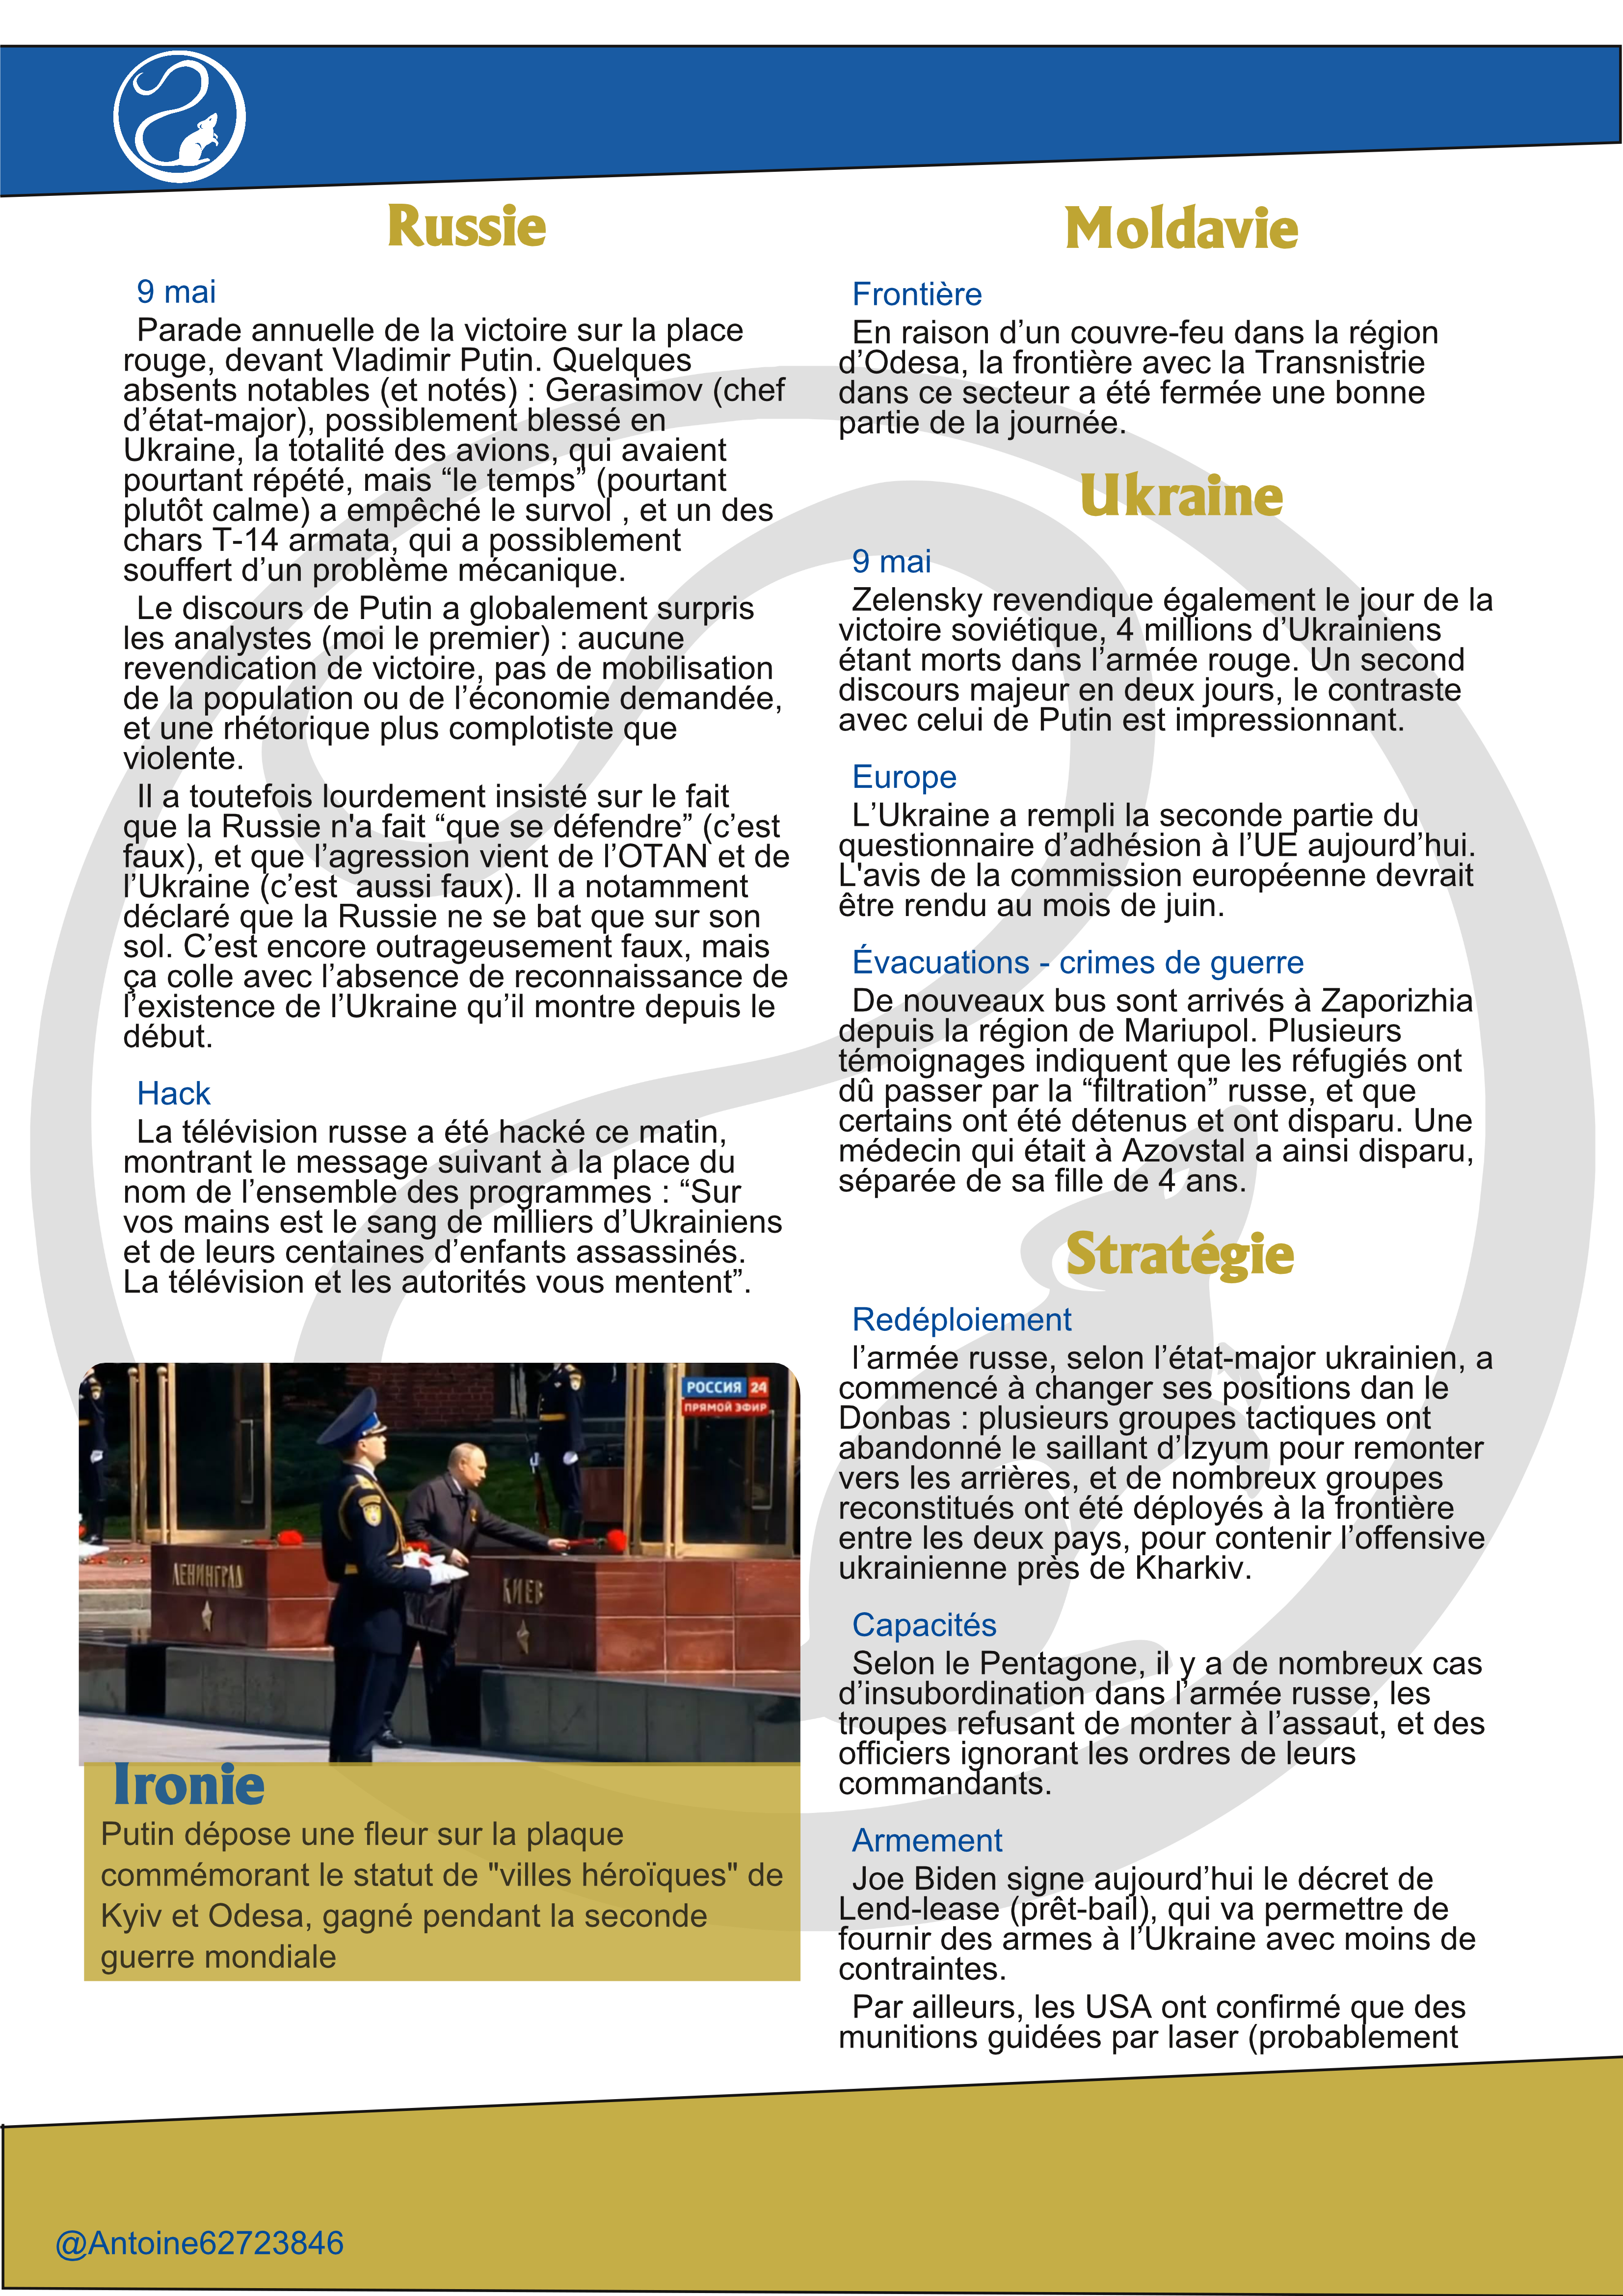 Russie
9 mai
Parade annuelle de la victoire sur la place
rouge, devant Vladimir Putin. Quelques
absents notables (et notés) : Gerasimov (chef
d’état-major), possiblement blessé en
Ukraine, la totalité des avions, qui avaient
pourtant répété, mais “le temps” (pourtant
plutôt calme) a empêché le survol , et un des
chars T-14 armata, qui a possiblement
souffert d’un problème mécanique.
Le discours de Putin a globalement surpris
les analystes (moi le premier) : aucune
revendication de victoire, pas de mobilisation
de la population ou de l’économie demandée,
et une rhétorique plus complotiste que
violente.
Il a toutefois lourdement insisté sur le fait
que la Russie n'a fait “que se défendre” (c’est
faux), et que l’agression vient de l’OTAN et de
l’Ukraine (c’est  aussi faux). Il a notamment
déclaré que la Russie ne se bat que sur son
sol. C’est encore outrageusement faux, mais
ça colle avec l’absence de reconnaissance de
l’existence de l’Ukraine qu’il montre depuis le
début.
Hack
La télévision russe a été hacké ce matin,
montrant le message suivant à la place du
nom de l’ensemble des programmes : “Sur
vos mains est le sang de milliers d’Ukrainiens
et de leurs centaines d’enfants assassinés.
La télévision et les autorités vous mentent”.
РОССИЯ 24
ПРЯМОЙ ЭФИР
ЛЕНИНГРАД
КИЕВ
Ironie
Putin dépose une fleur sur la plaque
commémorant le statut de "villes héroïques" de
Kyiv et Odesa, gagné pendant la seconde
guerre mondiale
Moldavie
Frontière
En raison d’un couvre-feu dans la région
d’Odesa, la frontière avec la Transnistrie
dans ce secteur a été fermée une bonne
partie de la journée.
Ukraine
9 mai
Zelensky revendique également le jour de la
victoire soviétique, 4 millions d’Ukrainiens
étant morts dans l’armée rouge. Un second
discours majeur en deux jours, le contraste
avec celui de Putin est impressionnant.
Europe
L’Ukraine a rempli la seconde partie du
questionnaire d’adhésion à l’UE aujourd’hui.
L'avis de la commission européenne devrait
être rendu au mois de juin.
Évacuations - crimes de guerre
De nouveaux bus sont arrivés à Zaporizhia
depuis la région de Mariupol. Plusieurs
témoignages indiquent que les réfugiés ont
dû passer par la “filtration” russe, et que
certains ont été détenus et ont disparu. Une
médecin qui était à Azovstal a ainsi disparu,
séparée de sa fille de 4 ans.
Stratégie
Redéploiement
l’armée russe, selon l’état-major ukrainien, a
commencé à changer ses positions dan le
Donbas : plusieurs groupes tactiques ont
abandonné le saillant d’Izyum pour remonter
vers les arrières, et de nombreux groupes
reconstitués ont été déployés à la frontière
entre les deux pays, pour contenir l’offensive
ukrainienne près de Kharkiv.
Capacités
Selon le Pentagone, il y a de nombreux cas
d’insubordination dans l’armée russe, les
troupes refusant de monter à l’assaut, et des
officiers ignorant les ordres de leurs
commandants.
Armement
Joe Biden signe aujourd’hui le décret de
Lend-lease (prêt-bail), qui va permettre de
fournir des armes à l’Ukraine avec moins de
contraintes.
Par ailleurs, les USA ont confirmé que des
munitions guidées par laser (probablement
@Antoine62723846